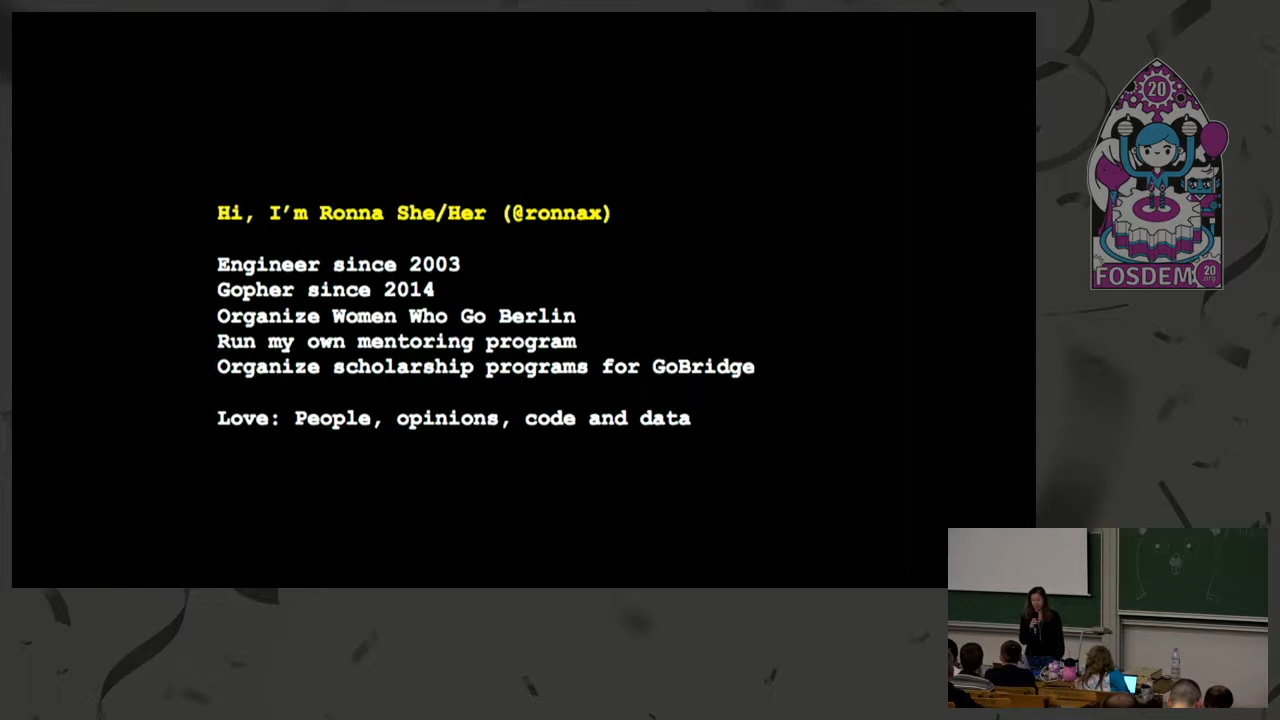 Hi, I’m Ronna She/Her (@ronnax)
Engineer since 2003
Gopher since 2014
Organize Women Who Go Berlin
Run my own mentoring program
Organize scholarship programs for GoBridge
Love: People, opinions, code and data
20
FOSDEM
20
.org